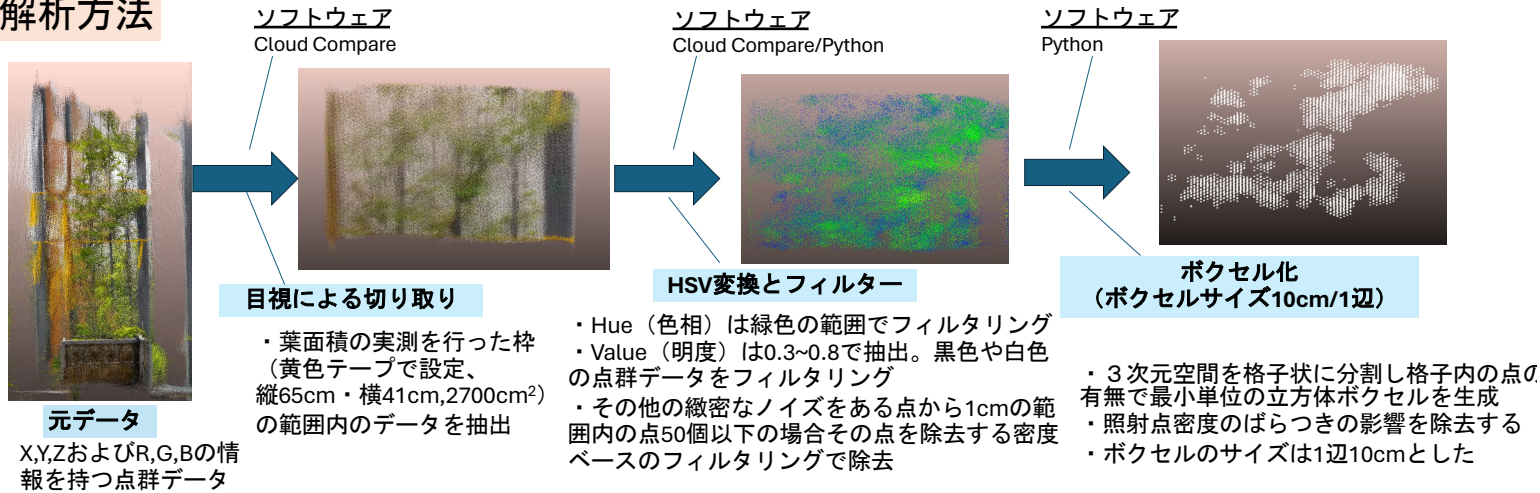 解析方法
ソフトウェア
Cloud Compare
ソフトウェア
Cloud Compare/Python
ソフトウェア
Python
元データ
X,Y,ZおよびR,G,Bの情
報を持つ点群データ
目視による切り取り
・葉面積の実測を行った枠
（黄色テープで設定、
縦65cm・横41cm,2700cm²）
の範囲内のデータを抽出
HSV変換とフィルター
・Hue（色相）は緑色の範囲でフィルタリング
・Value（明度）は0.3~0.8で抽出。黒色や白色
の点群データをフィルタリング
・その他の緻密なノイズをある点から1cmの範
囲内の点50個以下の場合その点を除去する密度
ベースのフィルタリングで除去
ボクセル化
（ボクセルサイズ10cm/1辺）
・３次元空間を格子状に分割し格子内の点の
有無で最小単位の立方体ボクセルを生成
・照射点密度のばらつきの影響を除去する
・ボクセルのサイズは1辺10cmとした